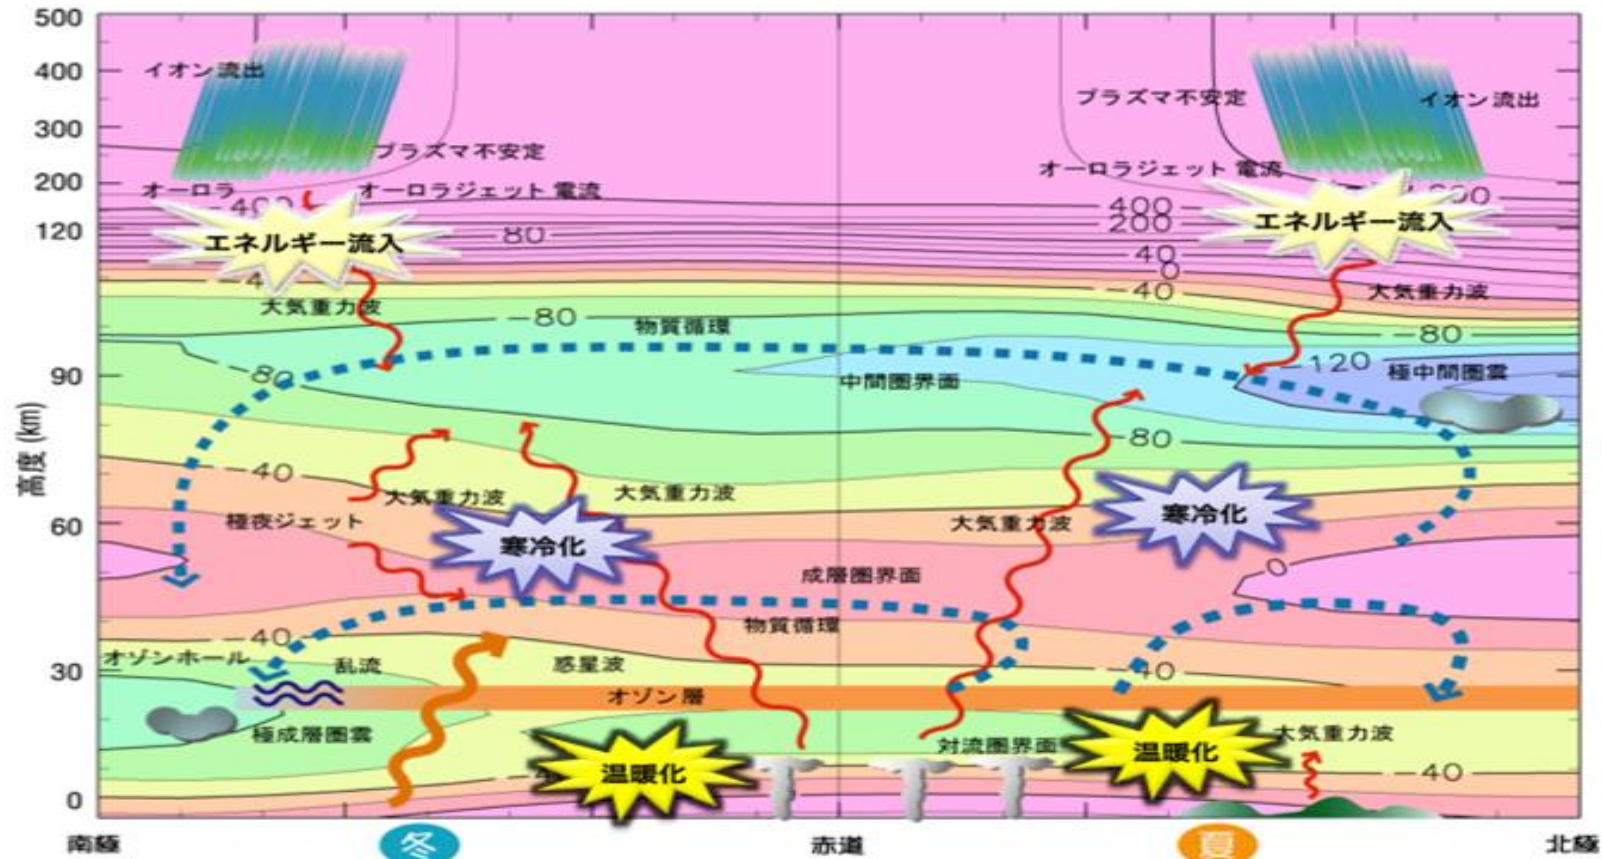 500
イオン流出
400
プラズマ不安定
イオン流出
300
プラズマ不安定
オーロラジェット電流
200
オーロラ
オーロラジェット電流
400
400
200
120
エネルギー流入
80
エネルギー流入
40
0
-40
大気重力波
大気重力波
-80
物質循環
-80
-120
90
-80
中間圏界面
極中間圏雲
高度 (km)
-80
-40
大気重力波
大気重力波
60
極夜ジェット
大気重力波
寒冷化
寒冷化
成層圏界面
0
物質循環
-40
オゾンホール
乱流
惑星波
30
-40
オゾン層
極成層圏雲
対流圏界面
大気重力波
温暖化
温暖化
-40
0
南極
冬
赤道
夏
北極